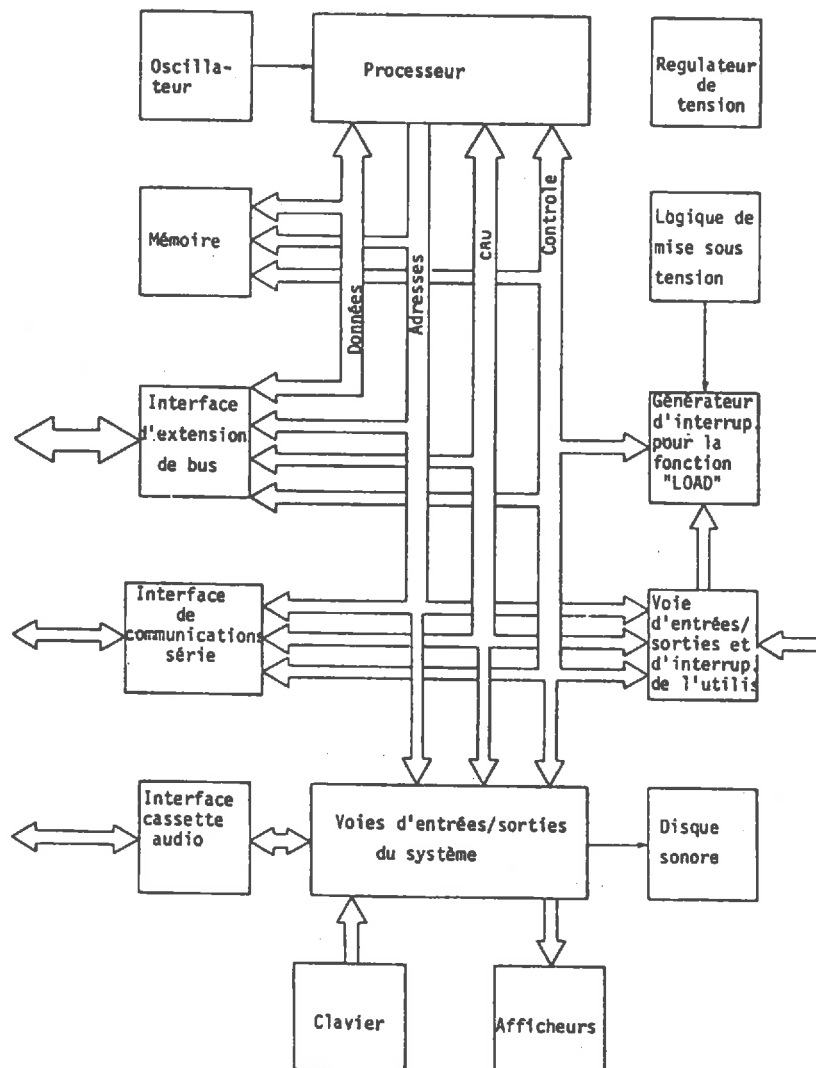 Oscilla-
teur
Processeur
Regulateur
de
tension
Mémoire
Données
Adresses
CRU
Controle
Lògique de
mise sous
tension
Interface
d'extension
de bus
Générateur
d'interrup.
pour la
fonction
"LOAD"
Interface
de
communications
série
Voie
d'entrées/
sorties et
d'interrup.
de l'utilis
Interface
cassette
audio
Voies d'entrées/sorties
du système
Disque
sonore
Clavier
Afficheurs